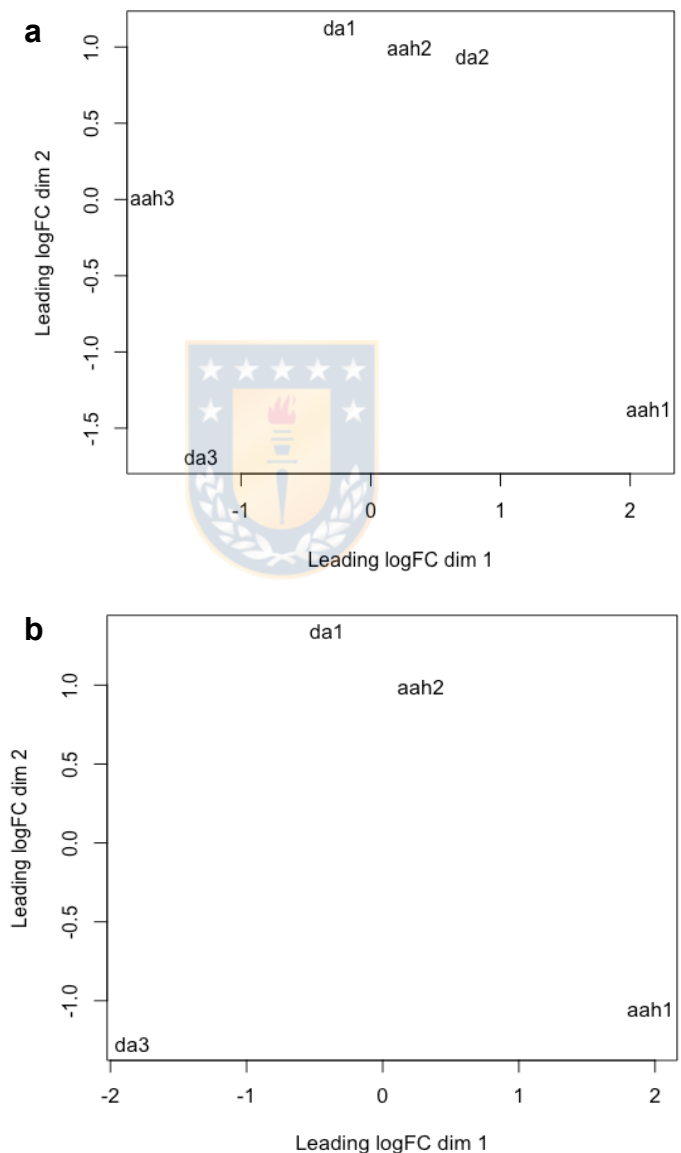 a
da1
aah2
da2
aah3
aah1
da3
1.0
0.5
0.0
-0.5
-1.0
-1.5
Leading logFC dim 2
-1 0 1 2
Leading logFC dim 1
b
da1
aah2
aah1
da3
1.0
0.5
0.0
-0.5
-1.0
Leading logFC dim 2
-2 -1 0 1 2
Leading logFC dim 1